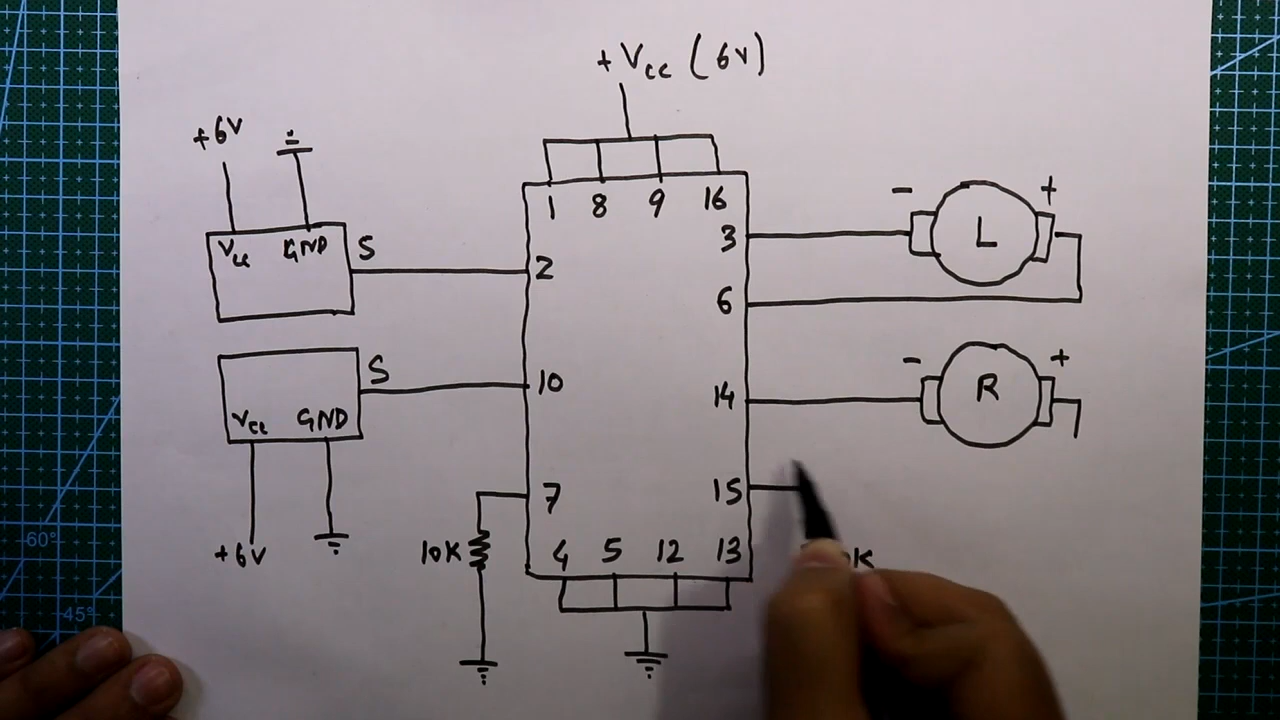 +Vcc (6V)
+6V
1 8 9 16
Vcc GND S
3
2
L
- +
6
S
10
14
R
- +
Vcc GND
7
15
10K
4 5 12 13
+6V
K
60°
45°